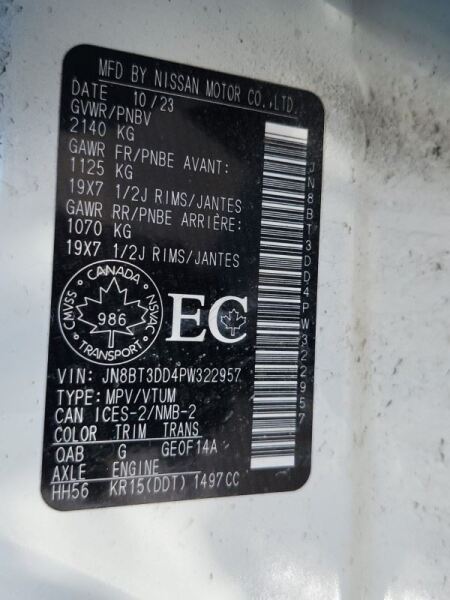 MFD BY NISSAN MOTOR CO.,LTD.
DATE 10/23
GVWR/PNBV
2140 KG
GAWR FR/PNBE AVANT:
1125 KG
19X7 1/2J RIMS/JANTES
GAWR RR/PNBE ARRIÈRE:
1070 KG
19X7 1/2J RIMS/JANTES
CANADA
CMVSS 986 NSVAC
TRANSPORT
EC
VIN: JN8BT3DD4PW322957
TYPE: MPV/VTUM
CAN ICES-2/NMB-2
COLOR TRIM TRANS
QAB G GE0F14A
AXLE ENGINE
HH56 KR15(DDT) 1497CC
JN8BT3DD4PW322957